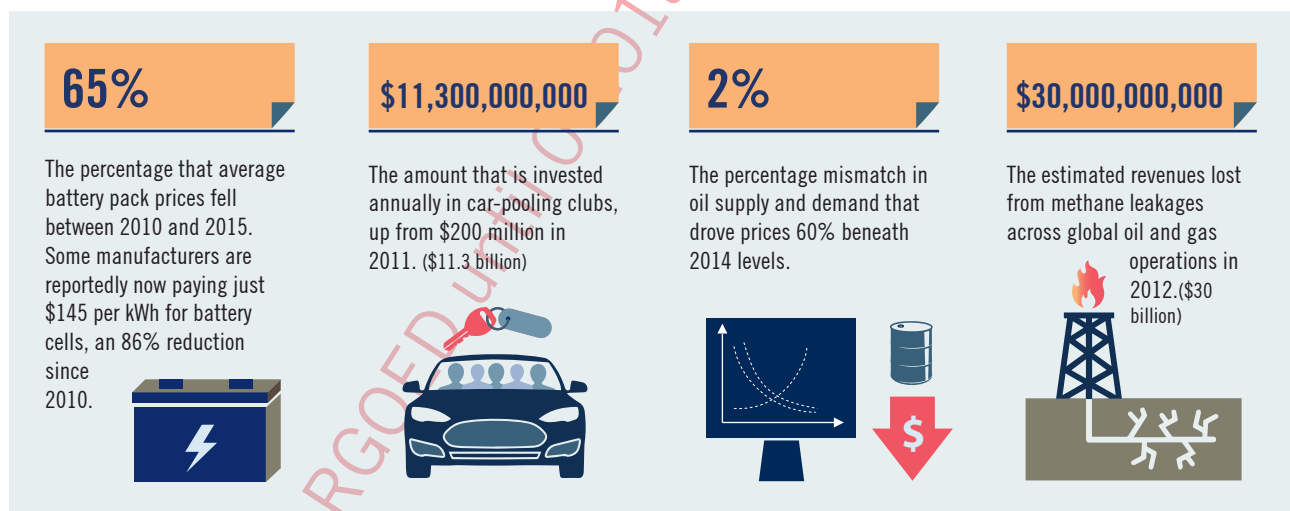 65%
The percentage that average
battery pack prices fell
between 2010 and 2015.
Some manufacturers are
reportedly now paying just
$145 per kWh for battery
cells, an 86% reduction
since
2010.
$11,300,000,000
The amount that is invested
annually in car-pooling clubs,
up from $200 million in
2011. ($11.3 billion)
2%
The percentage mismatch in
oil supply and demand that
drove prices 60% beneath
2014 levels.
$
$30,000,000,000
The estimated revenues lost
from methane leakages
across global oil and gas
operations in
2012.($30
billion)
RGOED until 0